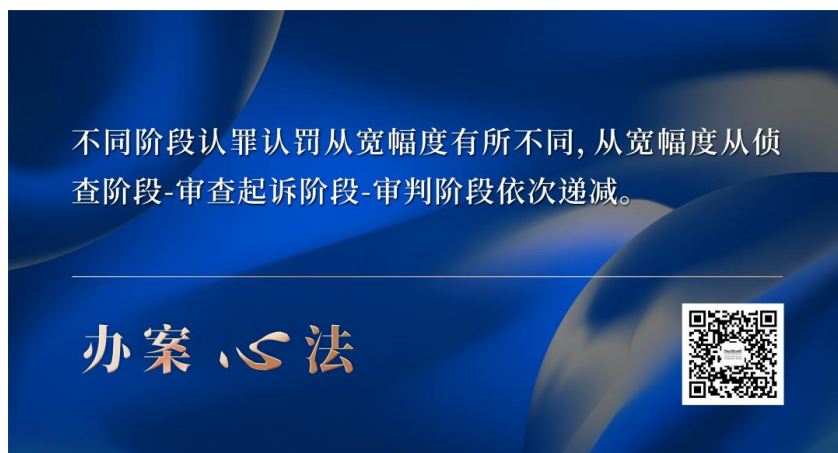 不同阶段认罪认罚从宽幅度有所不同, 从宽幅度从侦
查阶段-审查起诉阶段-审判阶段依次递减。
办案心法